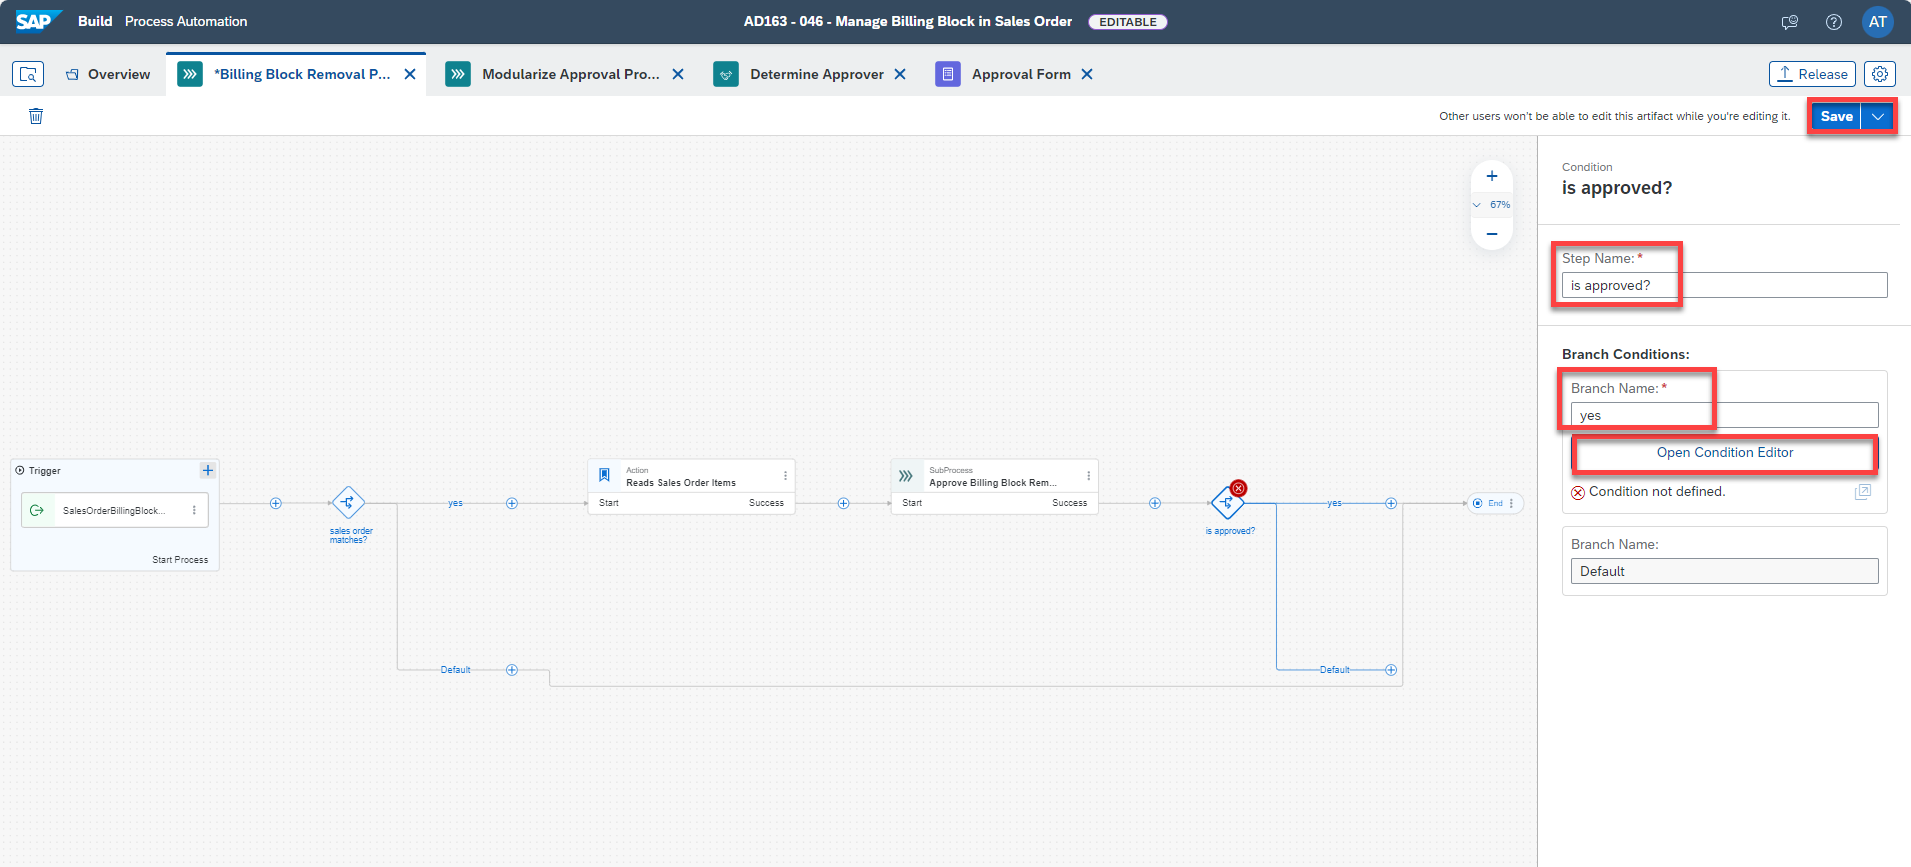 SAP Build Process Automation
AD163 - 046 - Manage Billing Block in Sales Order EDITABLE
AT
Overview
*Billing Block Removal P...
Modularize Approval Pro...
Determine Approver
Approval Form
Release
Other users won't be able to edit this artifact while you're editing it.
Save
67%
Trigger
SalesOrderBillingBlock...
Start Process
sales order
matches?
yes
Default
Action
Reads Sales Order Items
Start Success
SubProcess
Approve Billing Block Rem...
Start Success
is approved?
yes
Default
End
Condition
is approved?
Step Name: *
is approved?
Branch Conditions:
Branch Name: *
yes
Open Condition Editor
Condition not defined.
Branch Name:
Default